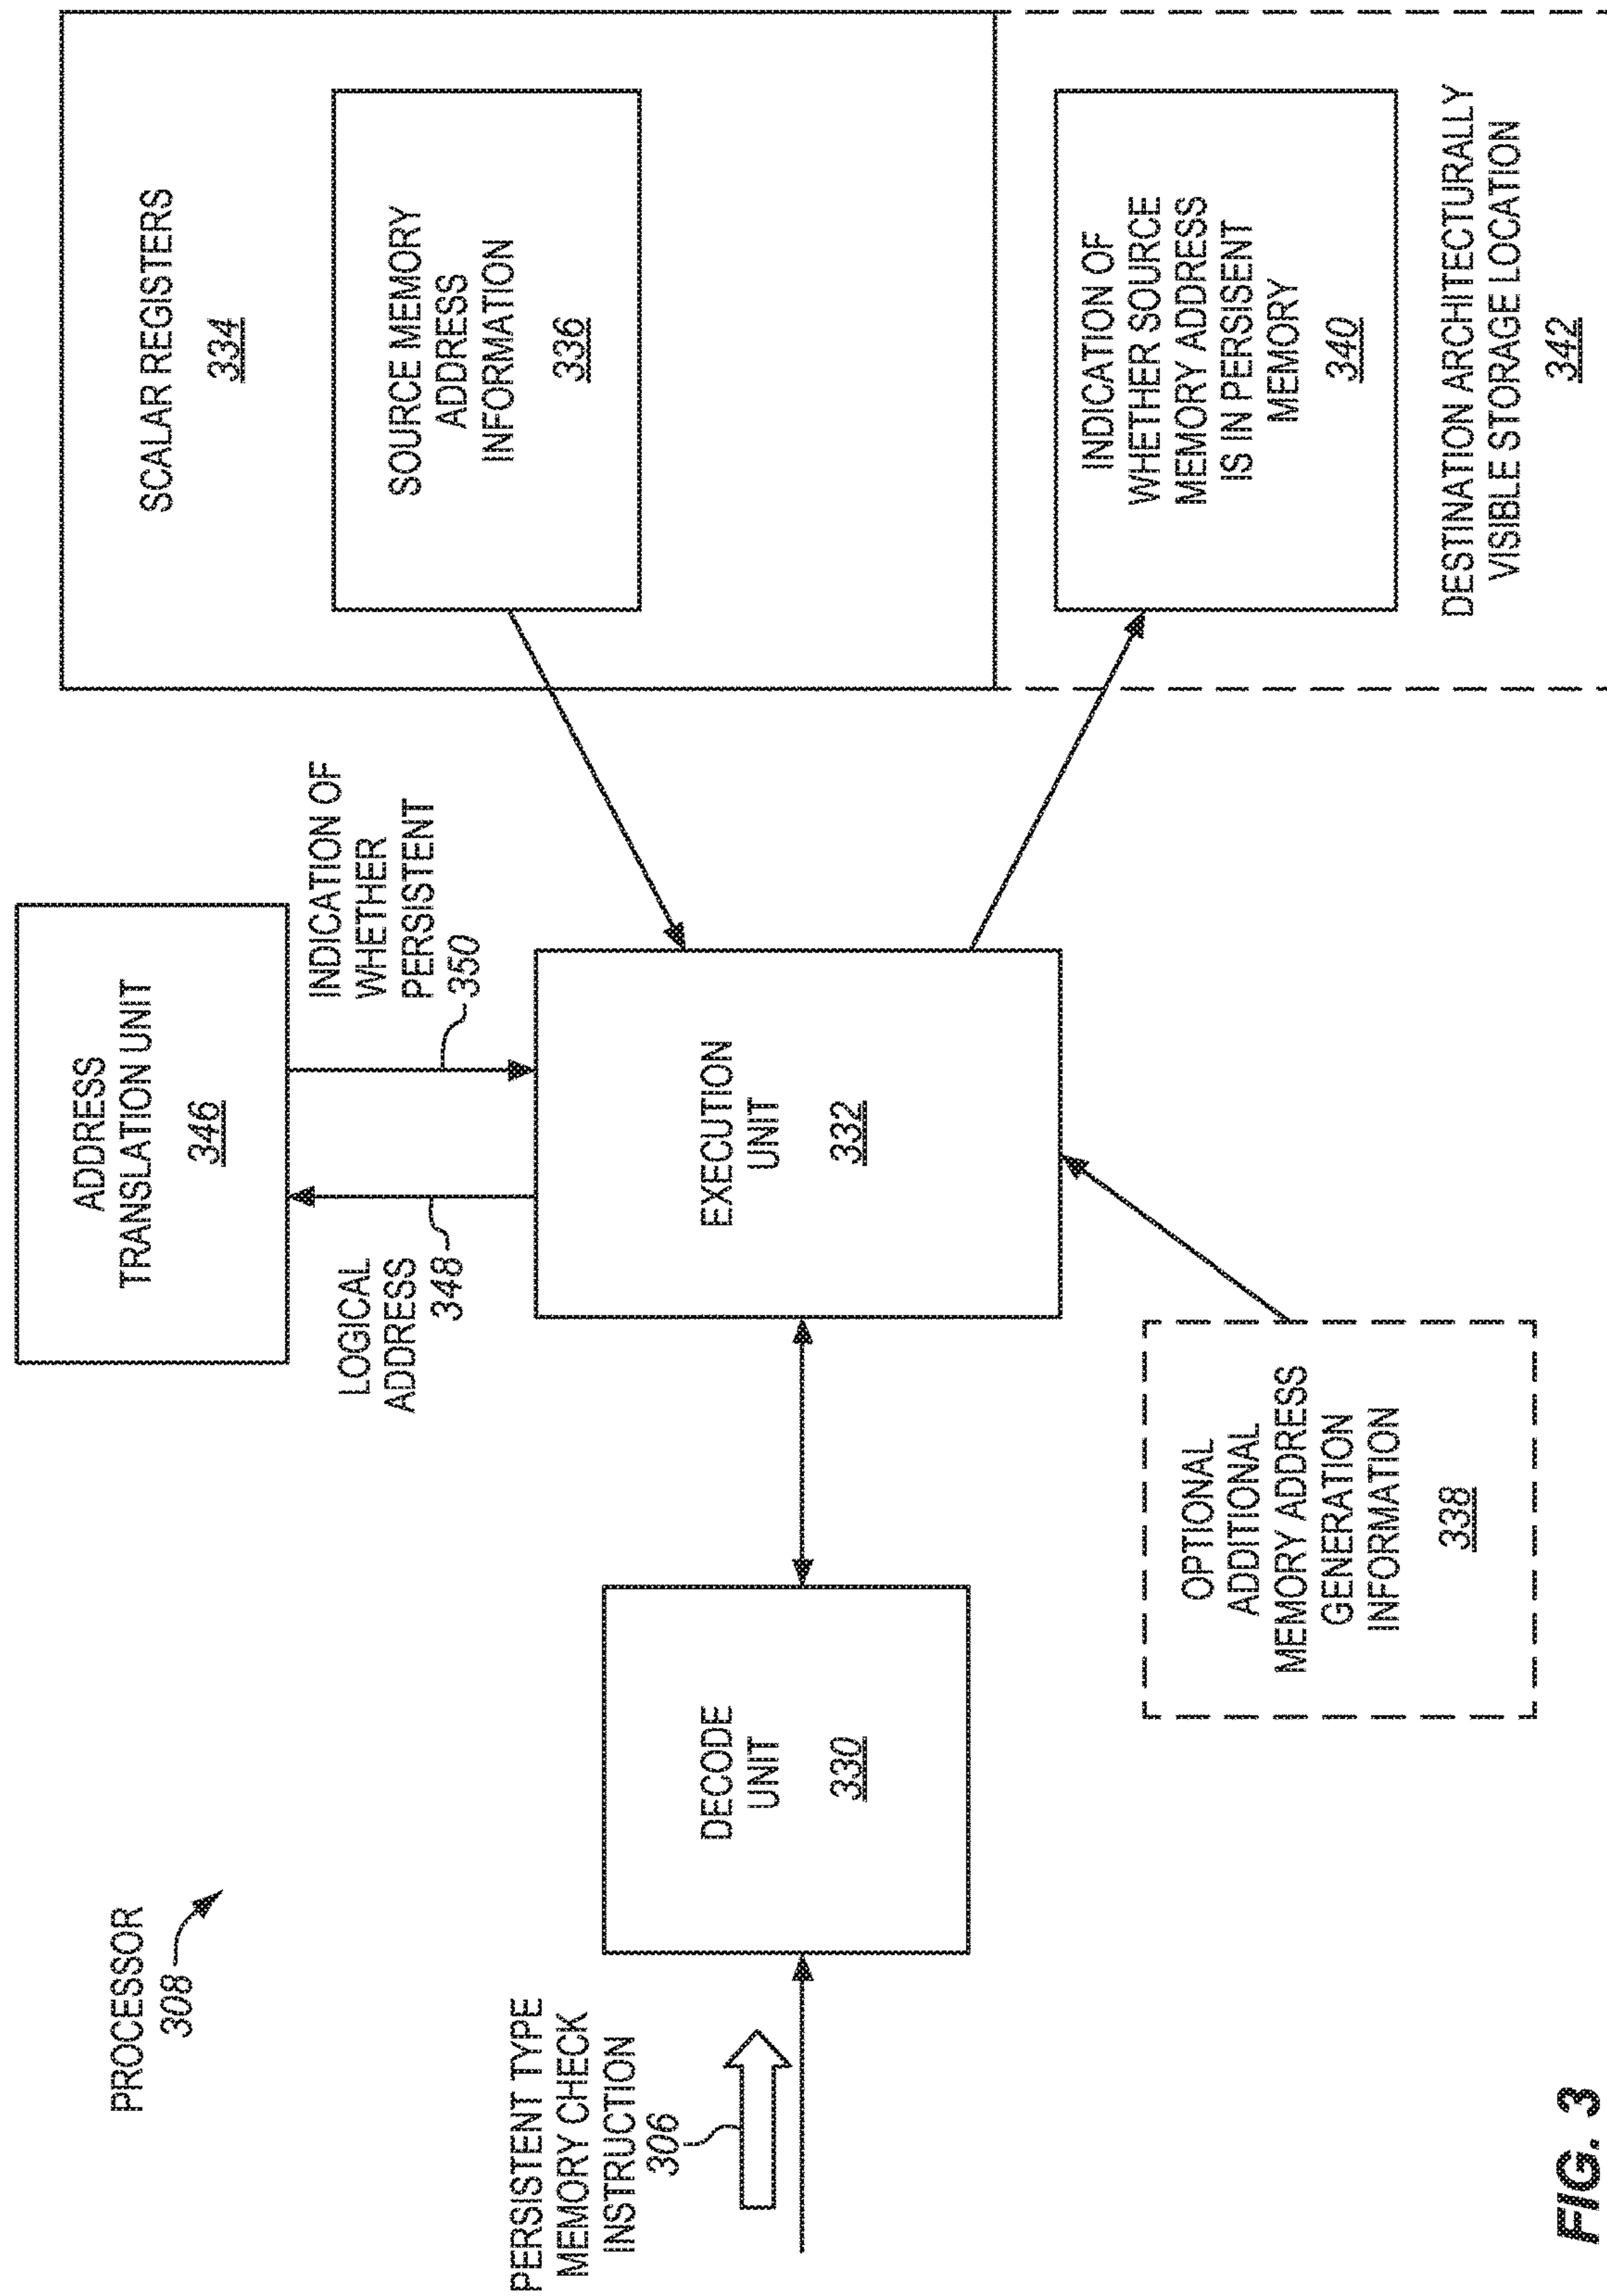 PROCESSOR
308
PERSISTENT TYPE
MEMORY CHECK
INSTRUCTION
306
DECODE
UNIT
330
ADDRESS
TRANSLATION UNIT
346
LOGICAL
ADDRESS
348
INDICATION OF
WHETHER
PERSISTENT
350
EXECUTION
UNIT
332
OPTIONAL
ADDITIONAL
MEMORY ADDRESS
GENERATION
INFORMATION
338
SCALAR REGISTERS
334
SOURCE MEMORY
ADDRESS
INFORMATION
336
INDICATION OF
WHETHER SOURCE
MEMORY ADDRESS
IS IN PERSISENT
MEMORY
340
DESTINATION ARCHITECTURALLY
VISIBLE STORAGE LOCATION
342
FIG. 3